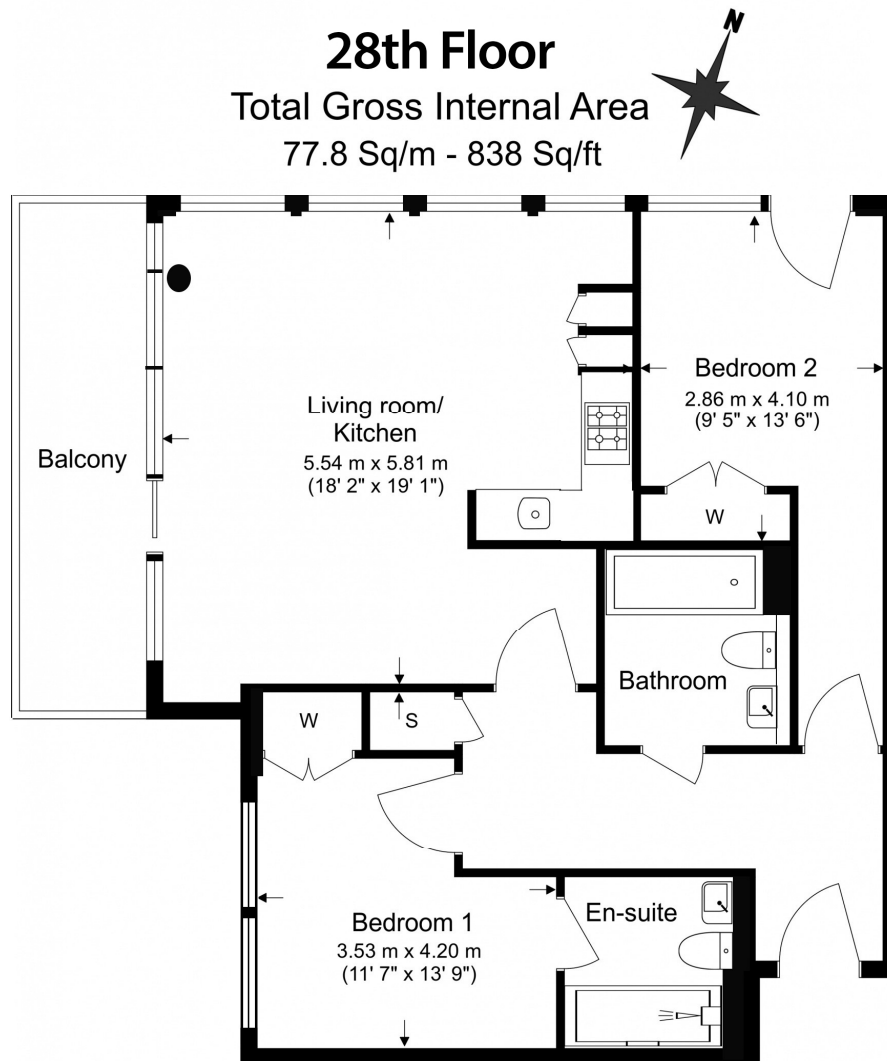 N
28th Floor
Total Gross Internal Area
77.8 Sq/m - 838 Sq/ft
Bedroom 2
2.86 m x 4.10 m
(9' 5" x 13' 6")
Living room/
Kitchen
5.54 m x 5.81 m
(18' 2" x 19' 1")
Balcony
W
Bathroom
W
S
Bedroom 1
3.53 m x 4.20 m
(11' 7" x 13' 9")
En-suite